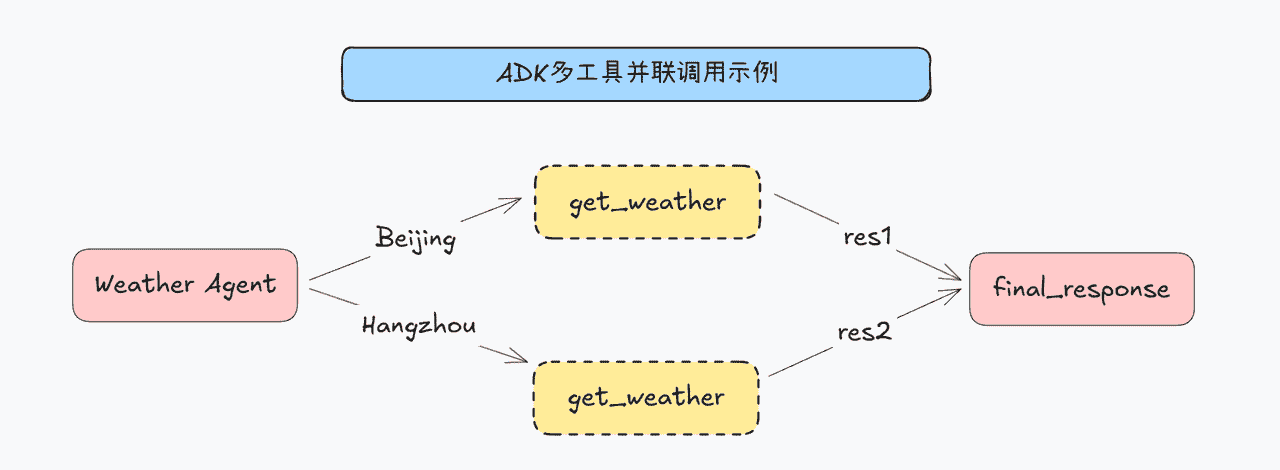 ADK多工具并联调用示例
get_weather
Beijing
res1
Weather Agent
final_response
Hangzhou
res2
get_weather